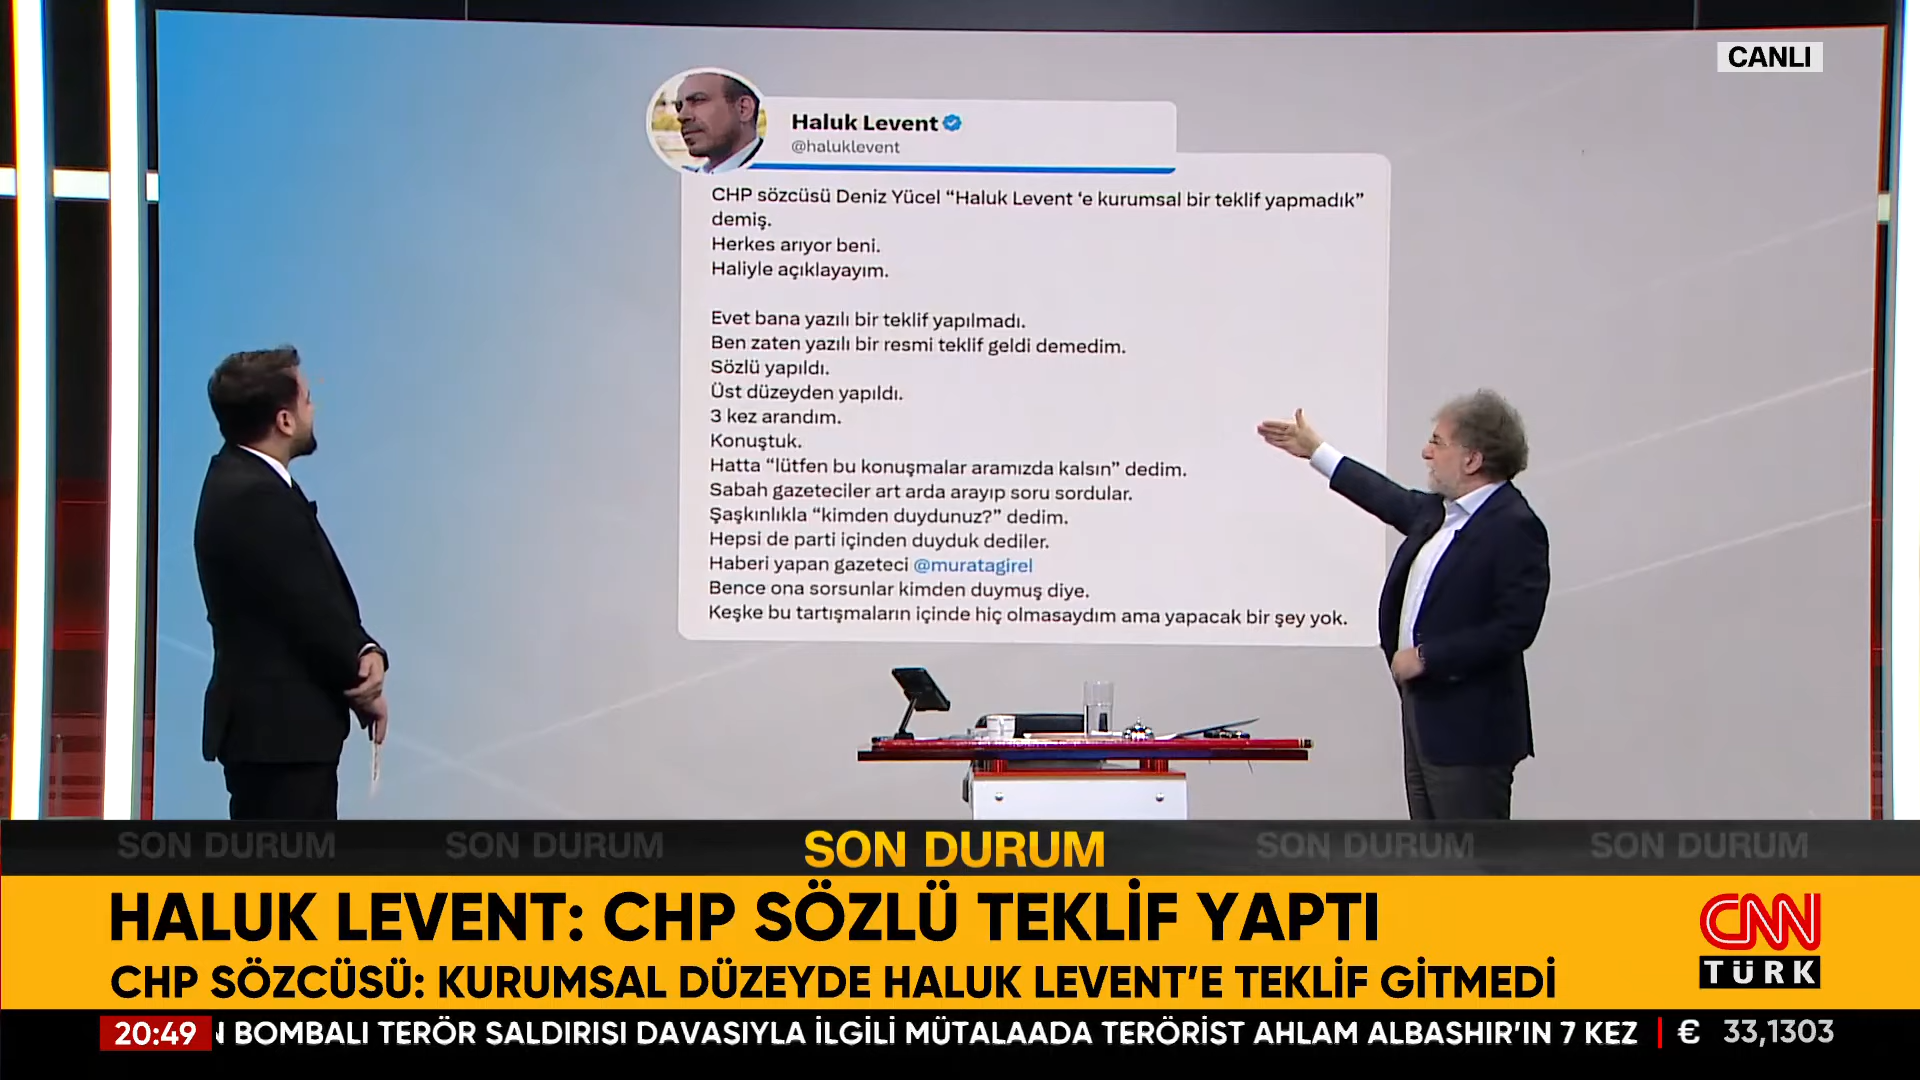 CANLI
Haluk Levent
@haluklevent
CHP sözcüsü Deniz Yücel “Haluk Levent ‘e kurumsal bir teklif yapmadık”
demiş.
Herkes arıyor beni.
Haliyle açıklayayım.
Evet bana yazılı bir teklif yapılmadı.
Ben zaten yazılı bir resmi teklif geldi demedim.
Sözlü yapıldı.
Üst düzeyden yapıldı.
3 kez arandım.
Konuştuk.
Hatta “lütfen bu konuşmalar aramızda kalsın” dedim.
Sabah gazeteciler art arda arayıp soru sordular.
Şaşkınlıkla “kimden duydunuz?” dedim.
Hepsi de parti içinden duyduk dediler.
Haberi yapan gazeteci @muratagirel
Bence ona sorsunlar kimden duymuş diye.
Keşke bu tartışmaların içinde hiç olmasaydım ama yapacak bir şey yok.
SON DURUM SON DURUM SON DURUM SON DURUM SON DURUM
HALUK LEVENT: CHP SÖZLÜ TEKLİF YAPTI
CHP SÖZCÜSÜ: KURUMSAL DÜZEYDE HALUK LEVENT’E TEKLİF GİTMEDİ
CNN
TÜRK
20:49 N BOMBALI TERÖR SALDIRISI DAVASIYLA İLGİLİ MÜTALAADA TERÖRİST AHLAM ALBASHIR’IN 7 KEZ | € 33,1303